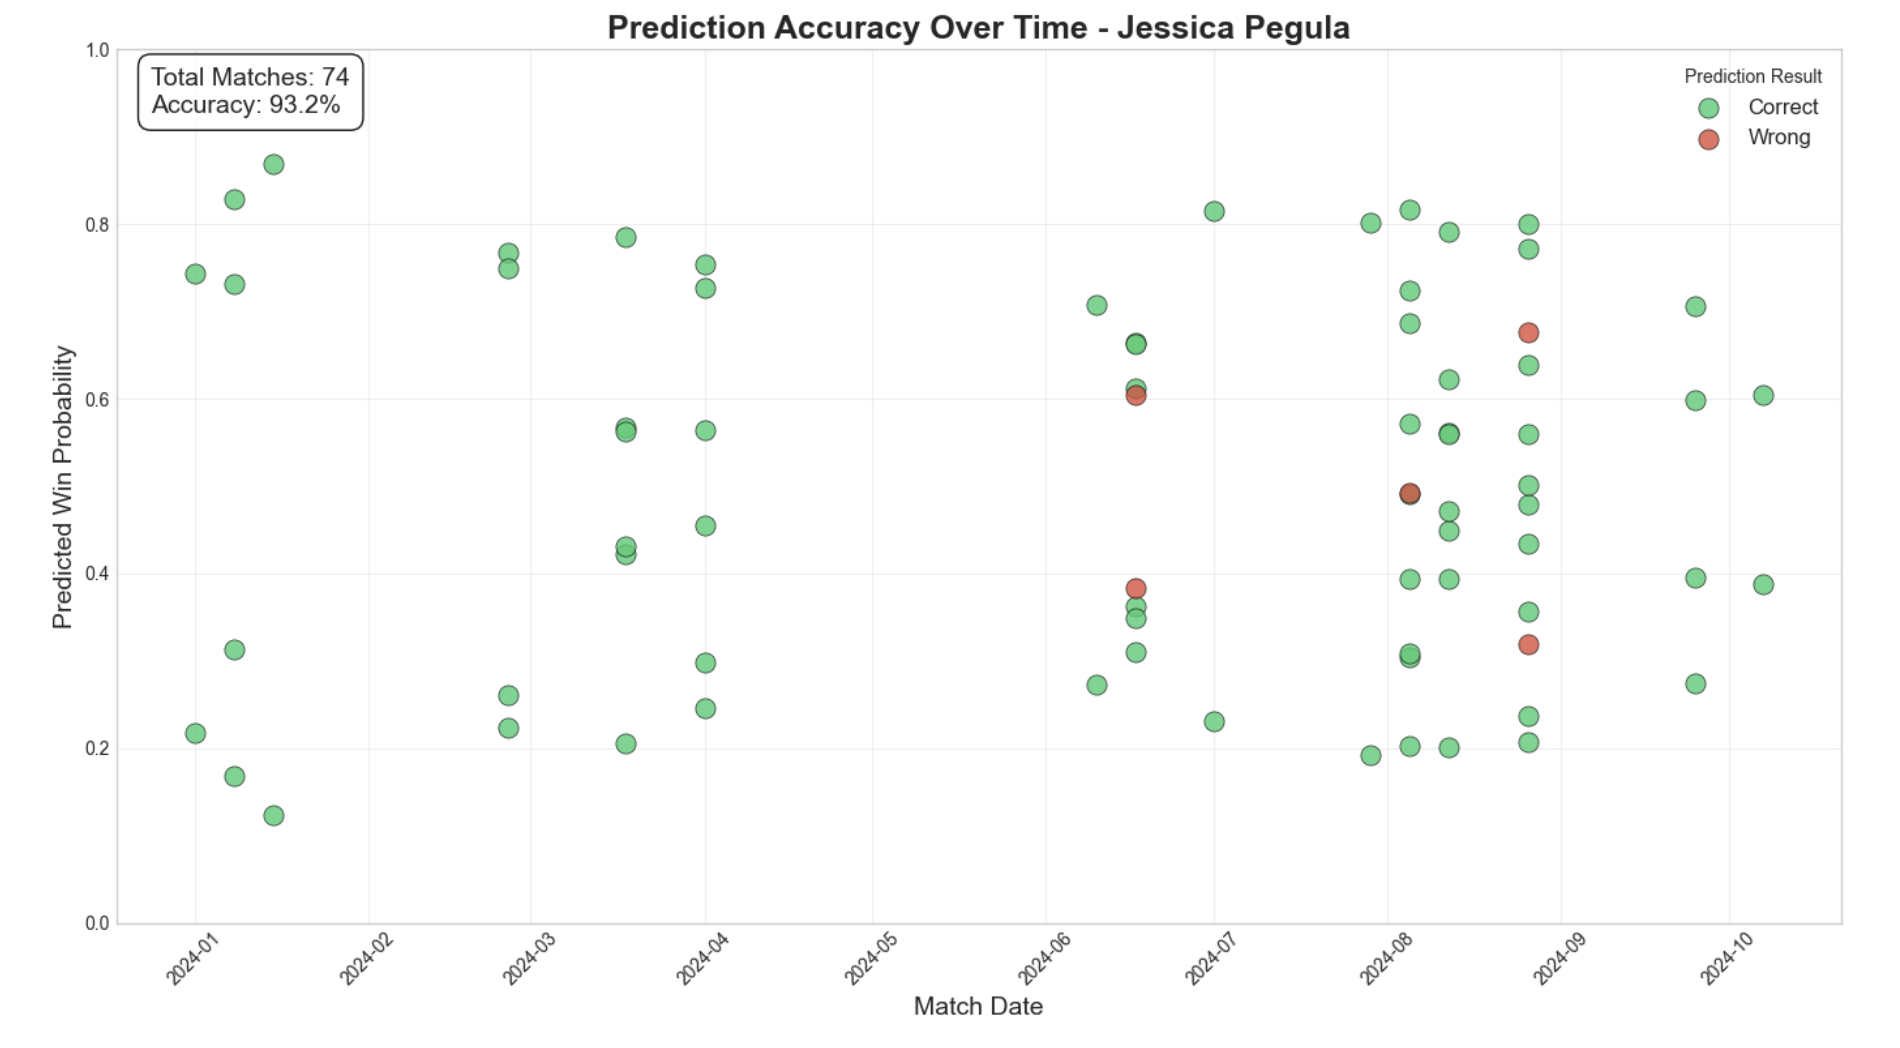 Prediction Accuracy Over Time - Jessica Pegula
Total Matches: 74
Accuracy: 93.2%
Prediction Result
Correct
Wrong
Predicted Win Probability
1.0
0.8
0.6
0.4
0.2
0.0
2024-01
2024-02
2024-03
2024-04
2024-05
2024-06
2024-07
2024-08
2024-09
2024-10
Match Date